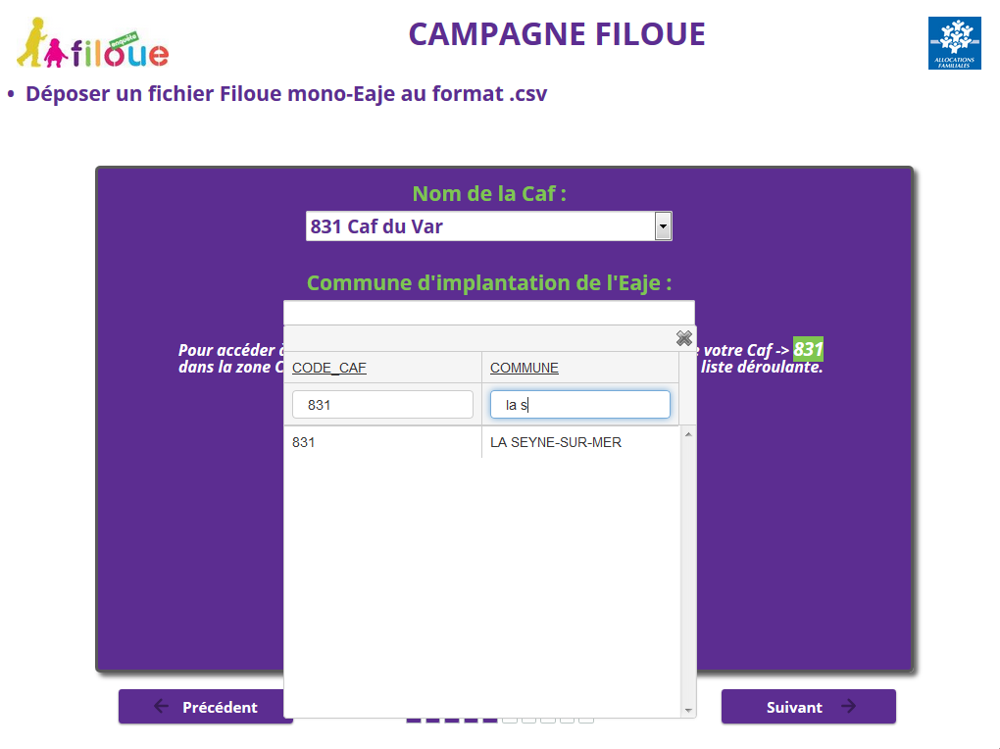 enquête
filoue
CAMPAGNE FILOUE
ALLOCATIONS
FAMILIALES
• Déposer un fichier Filoue mono-Eaje au format .csv
Nom de la Caf :
831 Caf du Var
Commune d'implantation de l'Eaje :
Pour accéder
votre Caf -> 831
dans la zone
liste déroulante.
CODE_CAF
COMMUNE
831
la s
831
LA SEYNE-SUR-MER
Précédent
Suivant